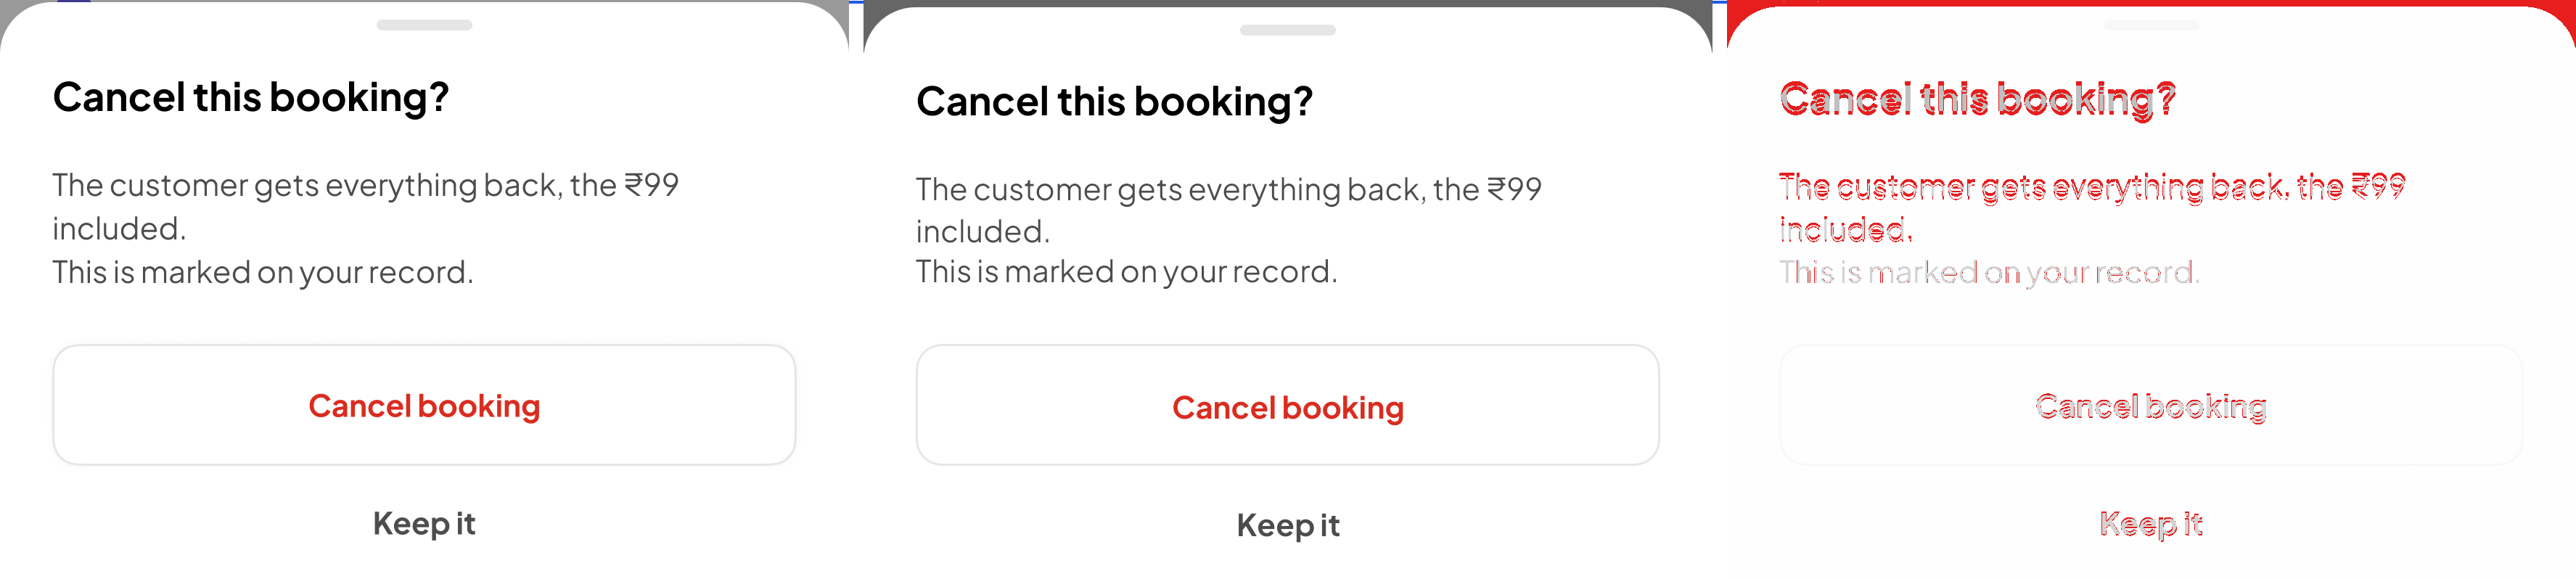 Cancel this booking?
The customer gets everything back, the ₹99
included.
This is marked on your record.
Cancel booking
Keep it
Cancel this booking?
The customer gets everything back, the ₹99
included.
This is marked on your record.
Cancel booking
Keep it
Cancel this booking?
The customer gets everything back, the ₹99
included.
This is marked on your record.
Cancel booking
Keep it